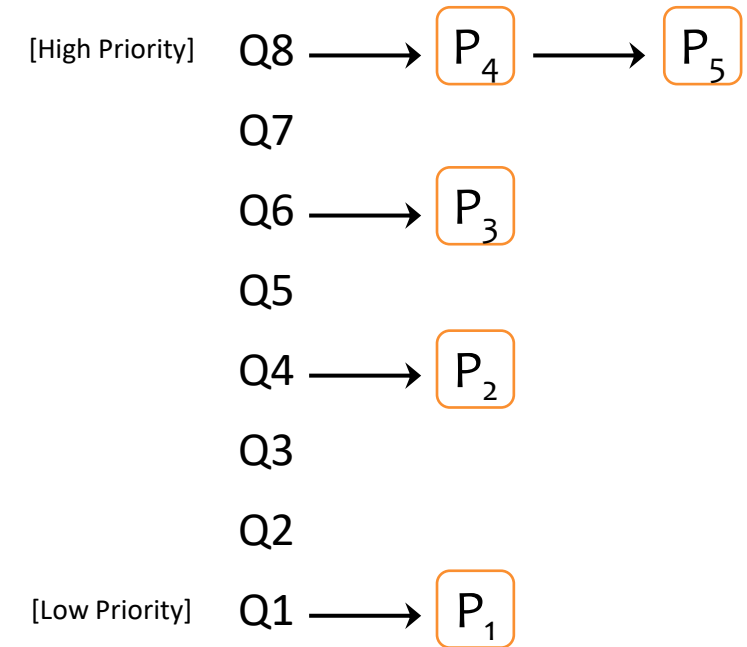 [High Priority] Q8 P₄ P₅
Q7
Q6 P₃
Q5
Q4 P₂
Q3
Q2
[Low Priority] Q1 P₁